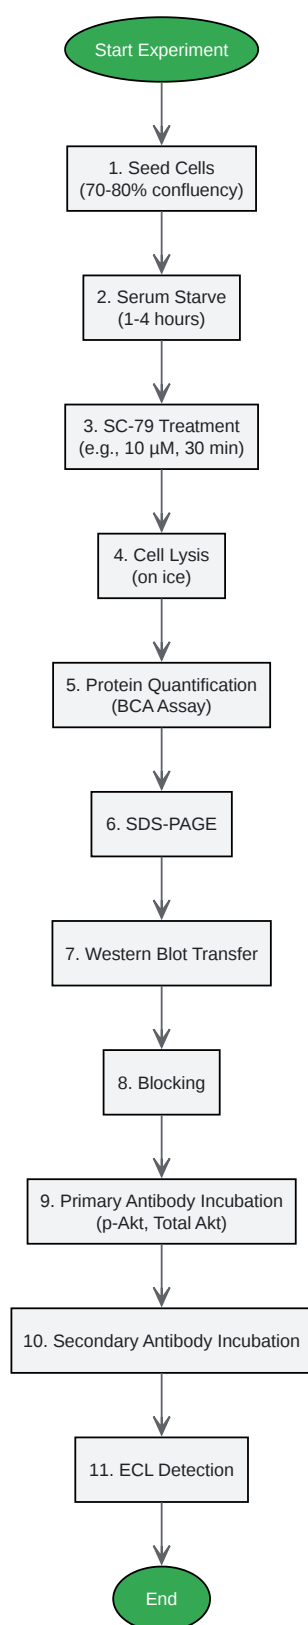 Start Experiment
1. Seed Cells
(70-80% confluency)
2. Serum Starve
(1-4 hours)
3. SC-79 Treatment
(e.g., 10 µM, 30 min)
4. Cell Lysis
(on ice)
5. Protein Quantification
(BCA Assay)
6. SDS-PAGE
7. Western Blot Transfer
8. Blocking
9. Primary Antibody Incubation
(p-Akt, Total Akt)
10. Secondary Antibody Incubation
11. ECL Detection
End